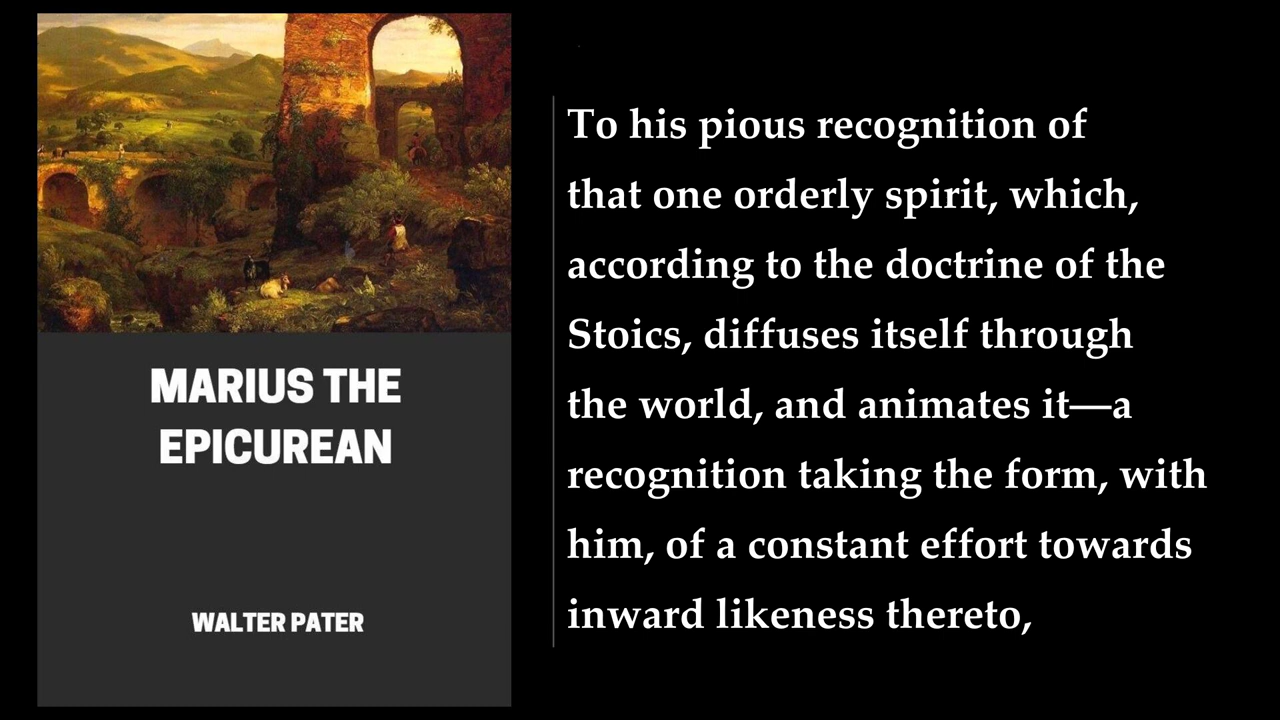 MARIUS THE
EPICUREAN
WALTER PATER
To his pious recognition of
that one orderly spirit, which,
according to the doctrine of the
Stoics, diffuses itself through
the world, and animates it—a
recognition taking the form, with
him, of a constant effort towards
inward likeness thereto,